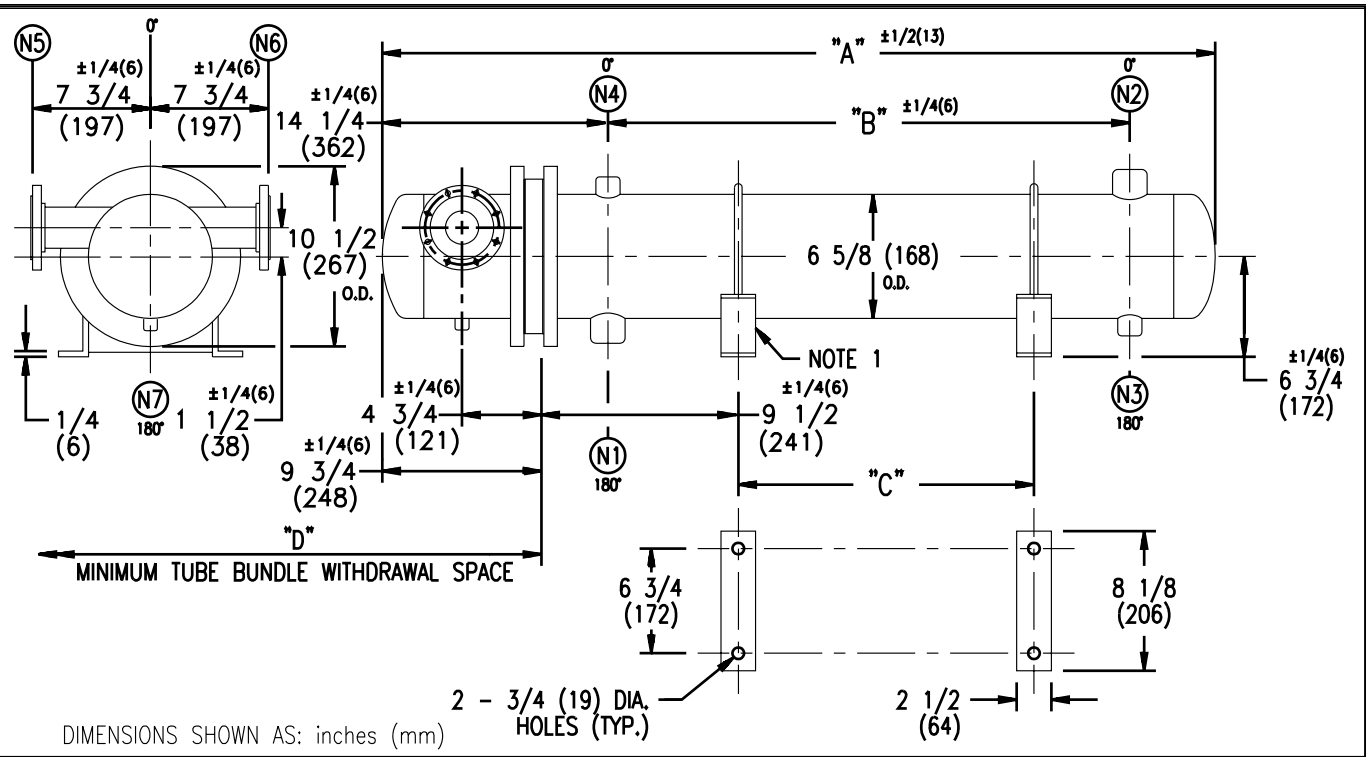 N5
0°
N6
±1/4(6)
±1/4(6)
7 3/4
(197)
7 3/4
(197)
±1/4(6)
14 1/4
(362)
"A" ±1/2(13)
0°
N4
"B" ±1/4(6)
0°
N2
10 1/2
(267)
O.D.
6 5/8 (168)
O.D.
NOTE 1
±1/4(6)
6 3/4
(172)
1/4
(6)
N7
180°
±1/4(6)
1 1/2
(38)
±1/4(6)
4 3/4
(121)
±1/4(6)
9 1/2
(241)
N3
180°
±1/4(6)
9 3/4
(248)
N1
180°
"C"
"D"
MINIMUM TUBE BUNDLE WITHDRAWAL SPACE
6 3/4
(172)
8 1/8
(206)
2 - 3/4 (19) DIA.
HOLES (TYP.)
2 1/2
(64)
DIMENSIONS SHOWN AS: inches (mm)